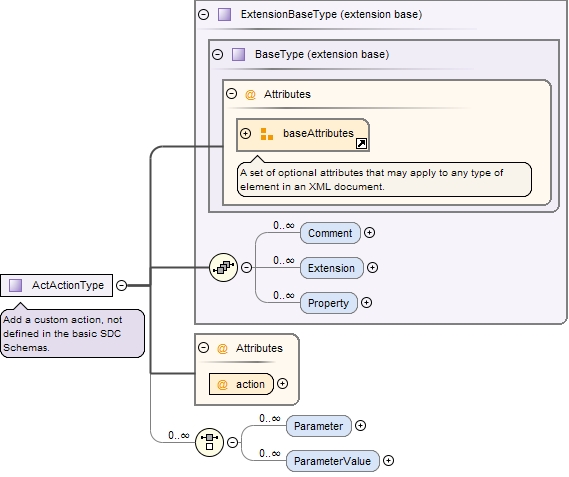 ExtensionBaseType (extension base)
BaseType (extension base)
@ Attributes
baseAttributes
A set of optional attributes that may apply to any type of
element in an XML document.
0..∞
Comment
0..∞
Extension
0..∞
Property
ActActionType
Add a custom action, not
defined in the basic SDC
Schemas.
@ Attributes
@ action
0..∞
0..∞
Parameter
0..∞
ParameterValue